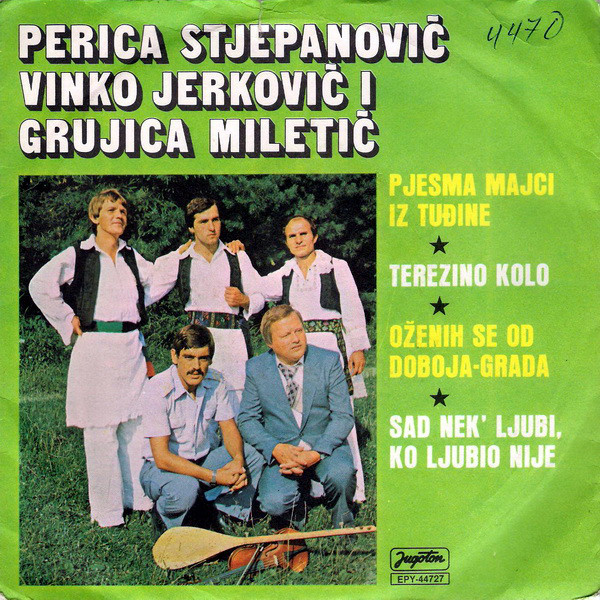 PERICA STJEPANOVIČ
VINKO JERKOVIČ I
GRUJICA MILETIČ
4470
PJESMA MAJCI
IZ TUĐINE
★
TEREZINO KOLO
★
OŽENIH SE OD
DOBOJA-GRADA
★
SAD NEK' LJUBI,
KO LJUBIO NIJE
Jugoton
EPY-44727